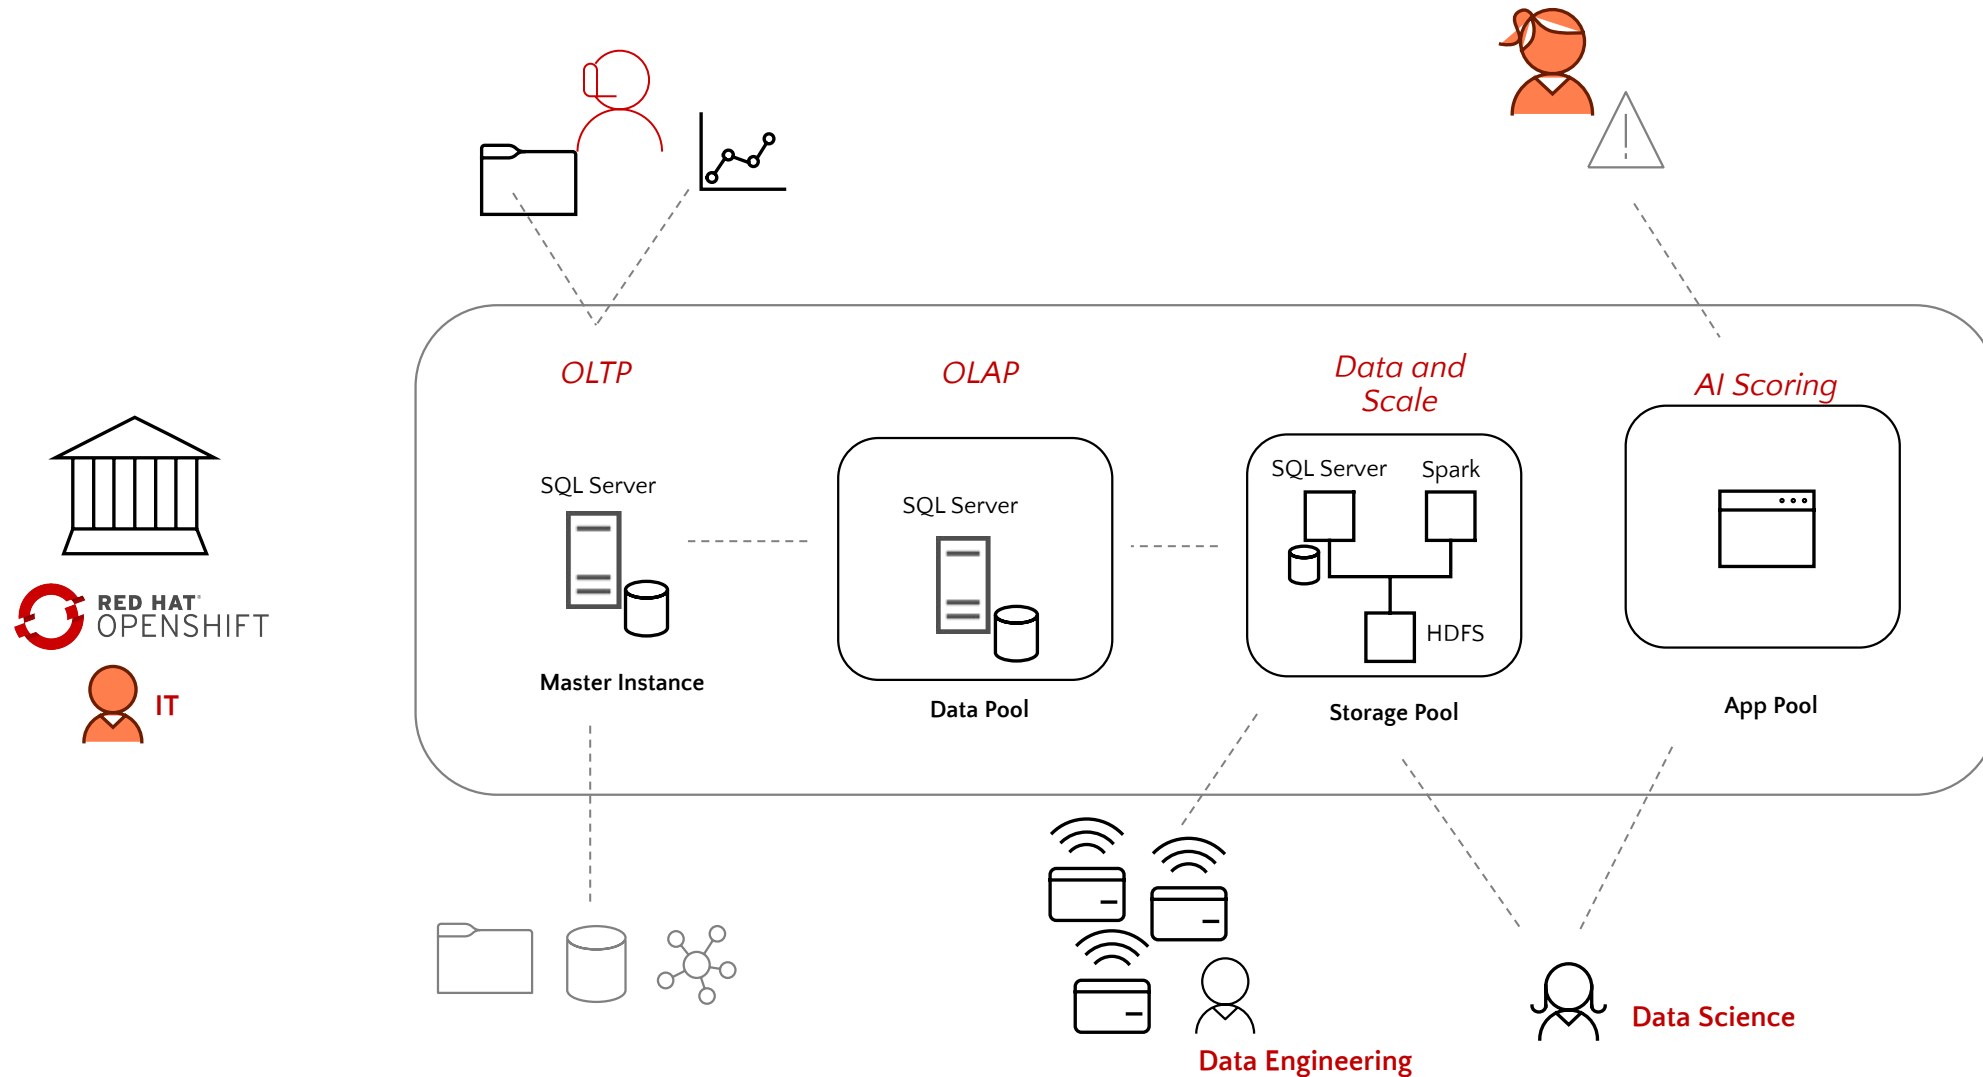 OLTP
OLAP
Data and
Scale
AI Scoring
SQL Server
SQL Server
SQL Server
Spark
HDFS
Master Instance
Data Pool
Storage Pool
App Pool
RED HAT®
OPENSHIFT
IT
Data Engineering
Data Science